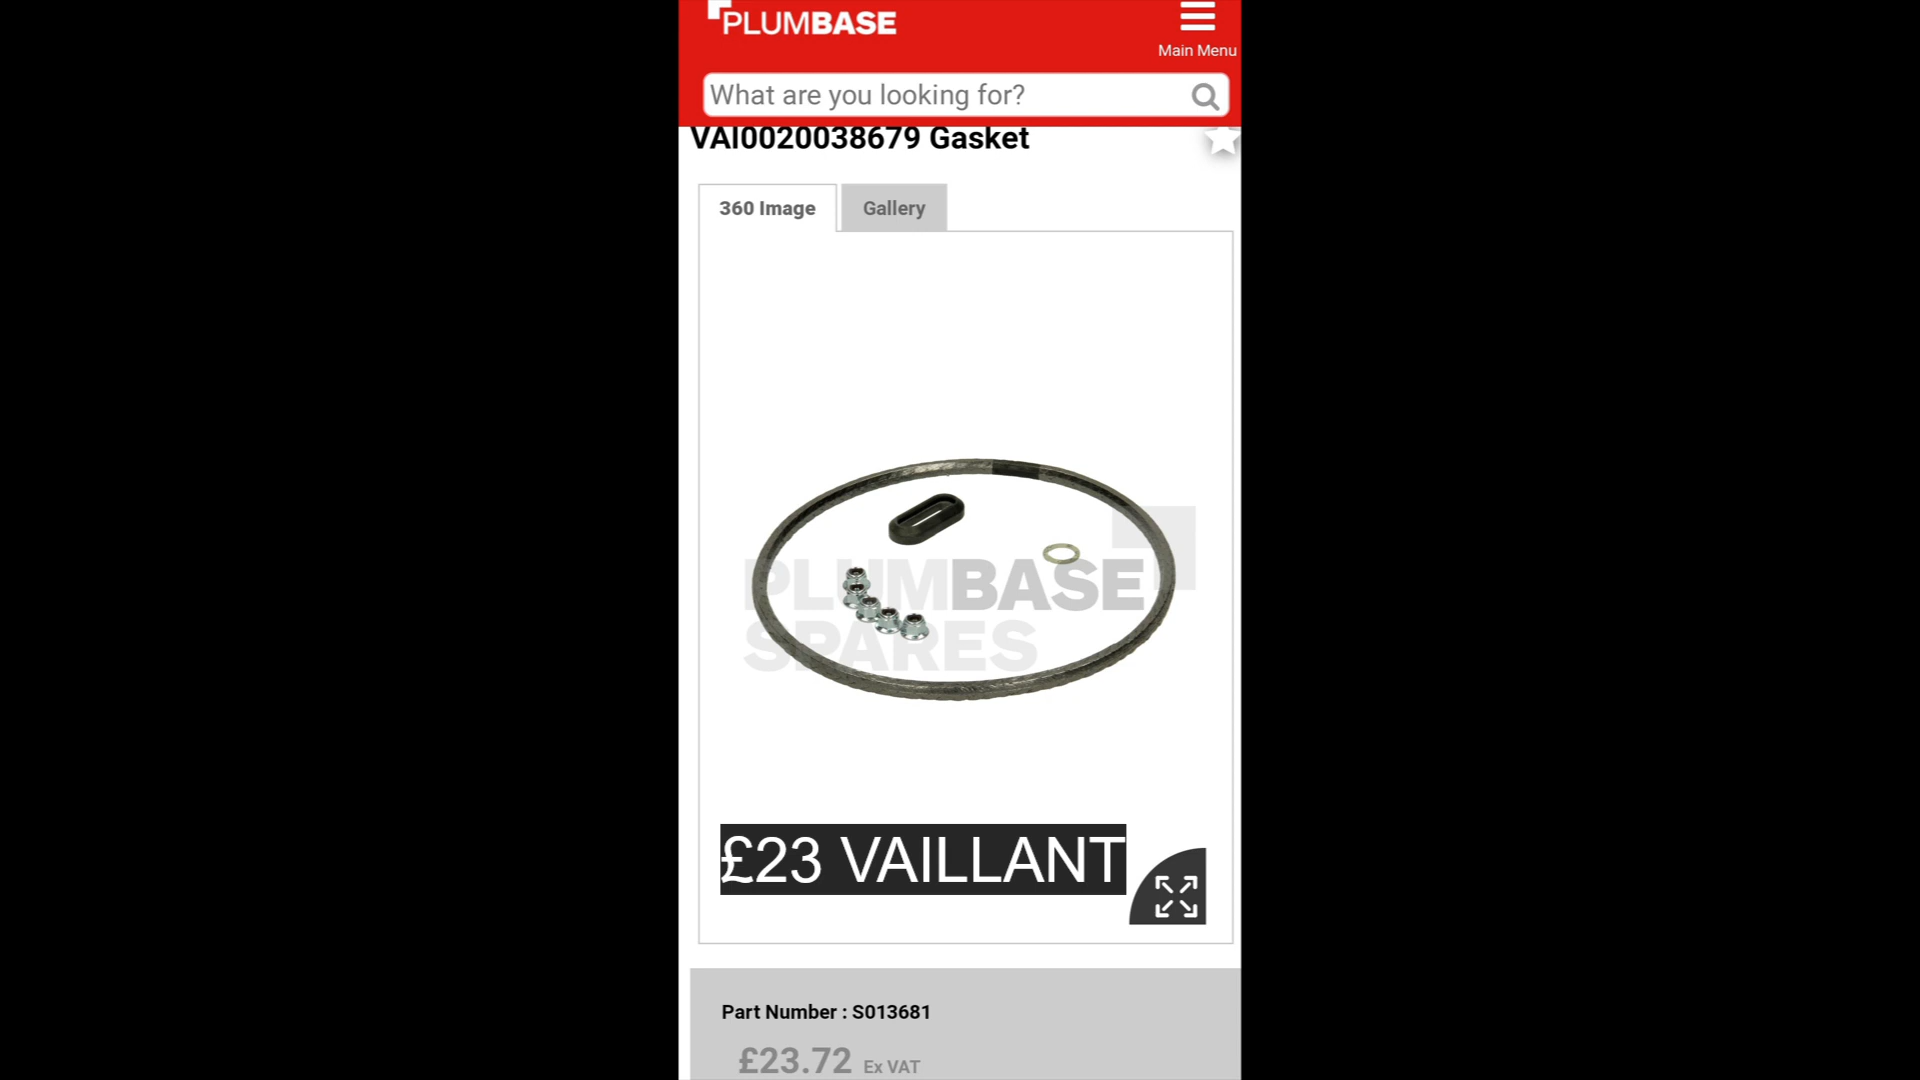 PLUMBASE
Main Menu
What are you looking for?
VAI0020038679 Gasket
360 Image
Gallery
PLUMBASE
SPARES
£23 VAILLANT
Part Number : S013681
£23.72 Ex VAT